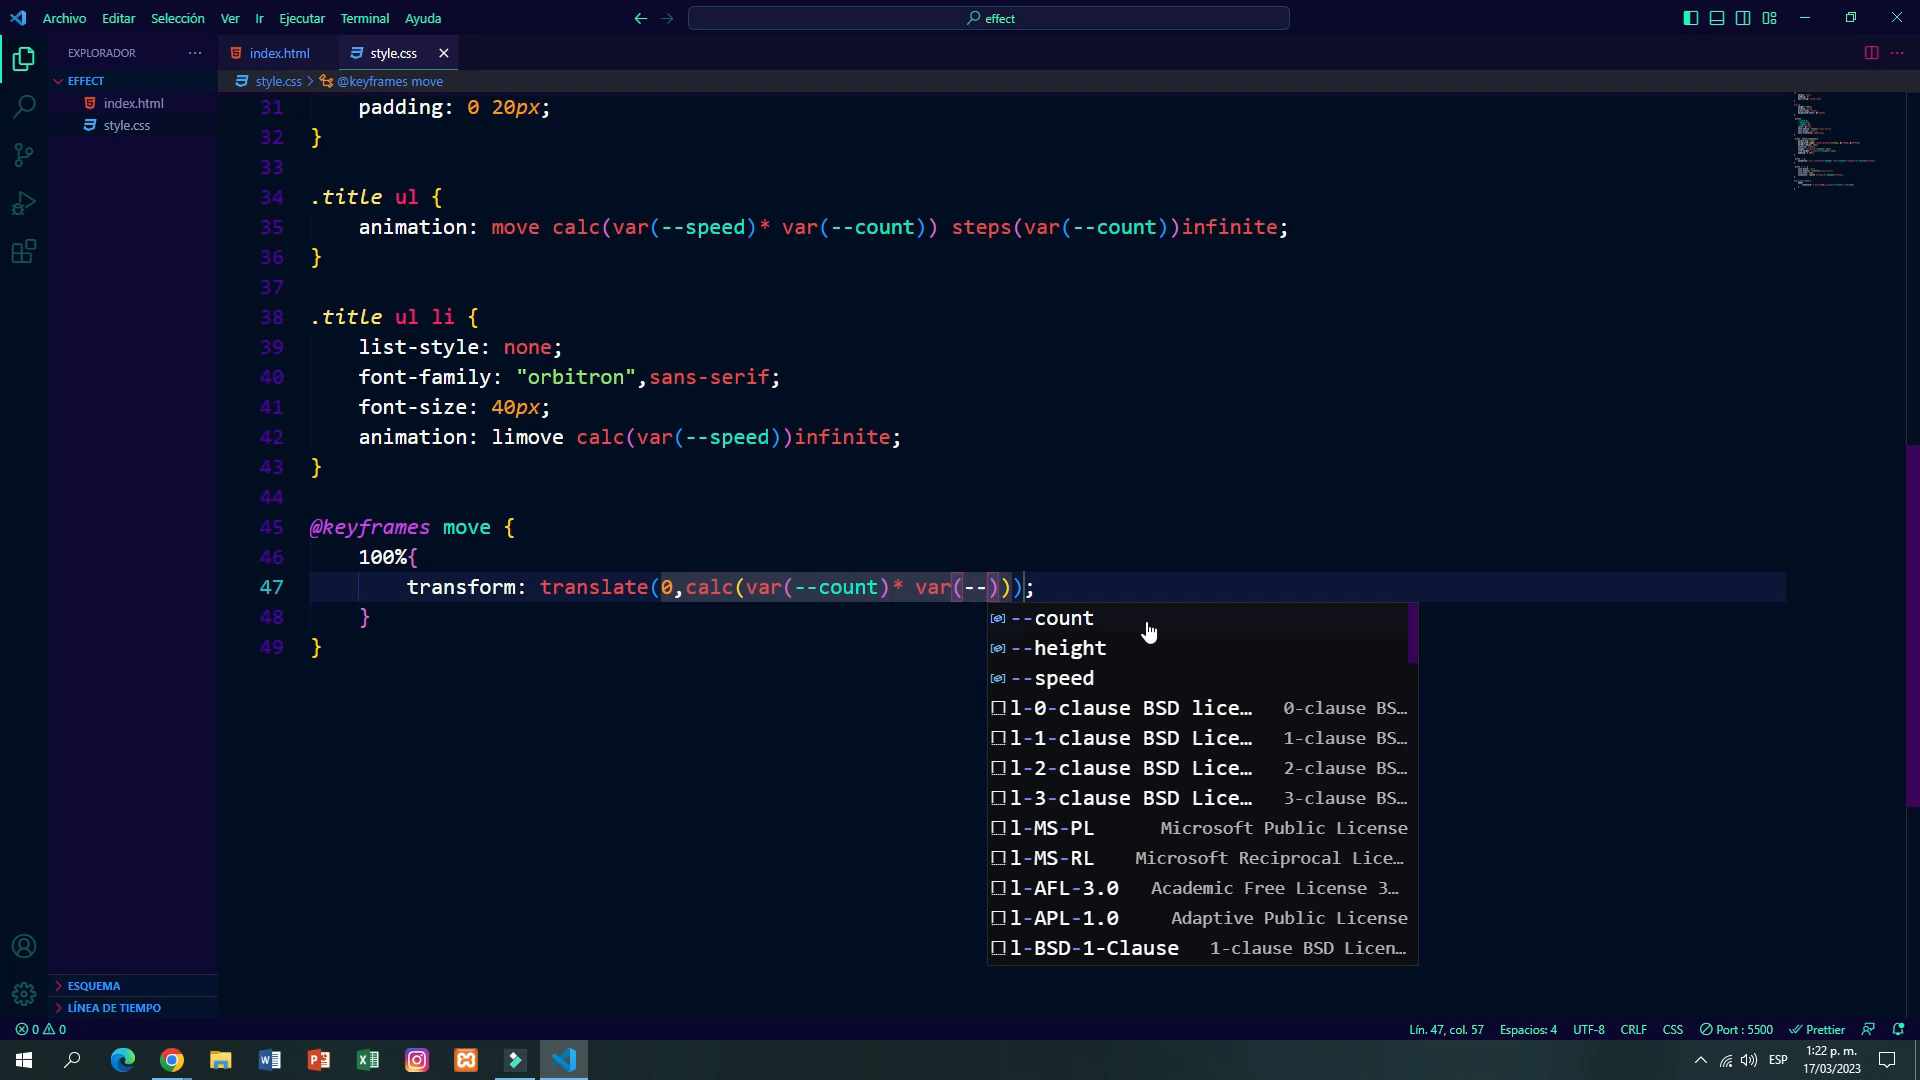 Archivo Editar Selección Ver Ir Ejecutar Terminal Ayuda
effect
EXPLORADOR
index.html
style.css
EFFECT
style.css > @keyframes move
index.html
style.css
31 padding: 0 20px;
32 }
33
34 .title ul {
35 animation: move calc(var(--speed)* var(--count)) steps(var(--count))infinite;
36 }
37
38 .title ul li {
39 list-style: none;
40 font-family: "orbitron",sans-serif;
41 font-size: 40px;
42 animation: limove calc(var(--speed))infinite;
43 }
44
45 @keyframes move {
46 100%{
47 transform: translate(0,calc(var(--count)* var(--)));
48 }
49 }
--count
--height
--speed
l-0-clause BSD lice… 0-clause BS…
l-1-clause BSD Lice… 1-clause BS…
l-2-clause BSD Lice… 2-clause BS…
l-3-clause BSD Lice… 3-clause BS…
l-MS-PL Microsoft Public License
l-MS-RL Microsoft Reciprocal Lice…
l-AFL-3.0 Academic Free License 3…
l-APL-1.0 Adaptive Public License
l-BSD-1-Clause 1-clause BSD Licen…
ESQUEMA
LÍNEA DE TIEMPO
0 0
Lín. 47, col. 57 Espacios: 4 UTF-8 CRLF CSS Port : 5500 Prettier
ESP
1:22 p. m.
17/03/2023